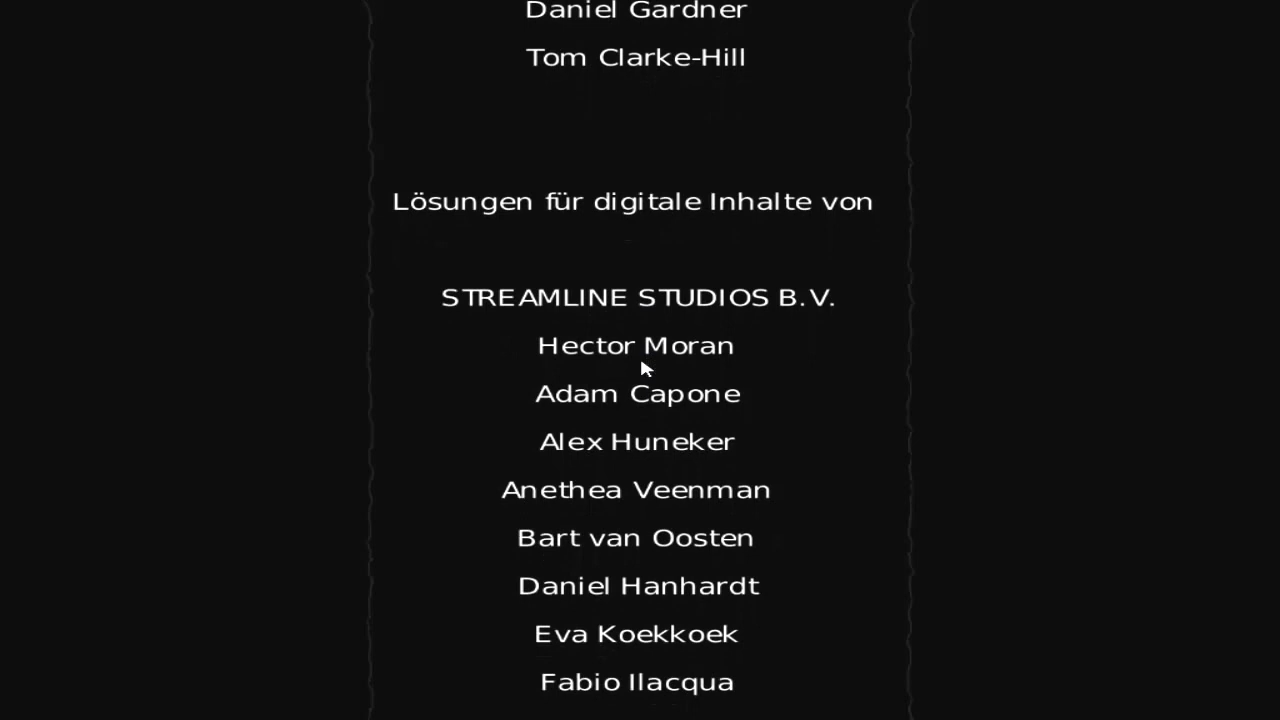 Daniel Gardner
Tom Clarke-Hill
Lösungen für digitale Inhalte von
STREAMLINE STUDIOS B.V.
Hector Moran
Adam Capone
Alex Huneker
Anethea Veenman
Bart van Oosten
Daniel Hanhardt
Eva Koekkoek
Fabio Ilacqua